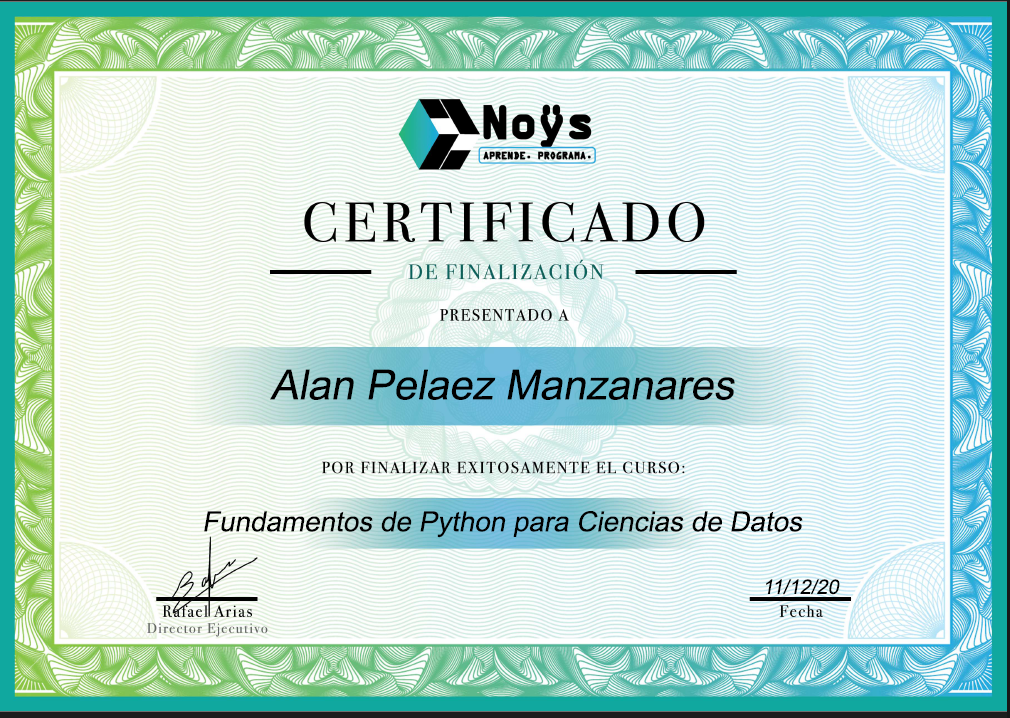 Noÿs
APRENDE. PROGRAMA.
CERTIFICADO
DE FINALIZACIÓN
PRESENTADO A
Alan Pelaez Manzanares
POR FINALIZAR EXITOSAMENTE EL CURSO:
Fundamentos de Python para Ciencias de Datos
Rafael Arias
Director Ejecutivo
11/12/20
Fecha